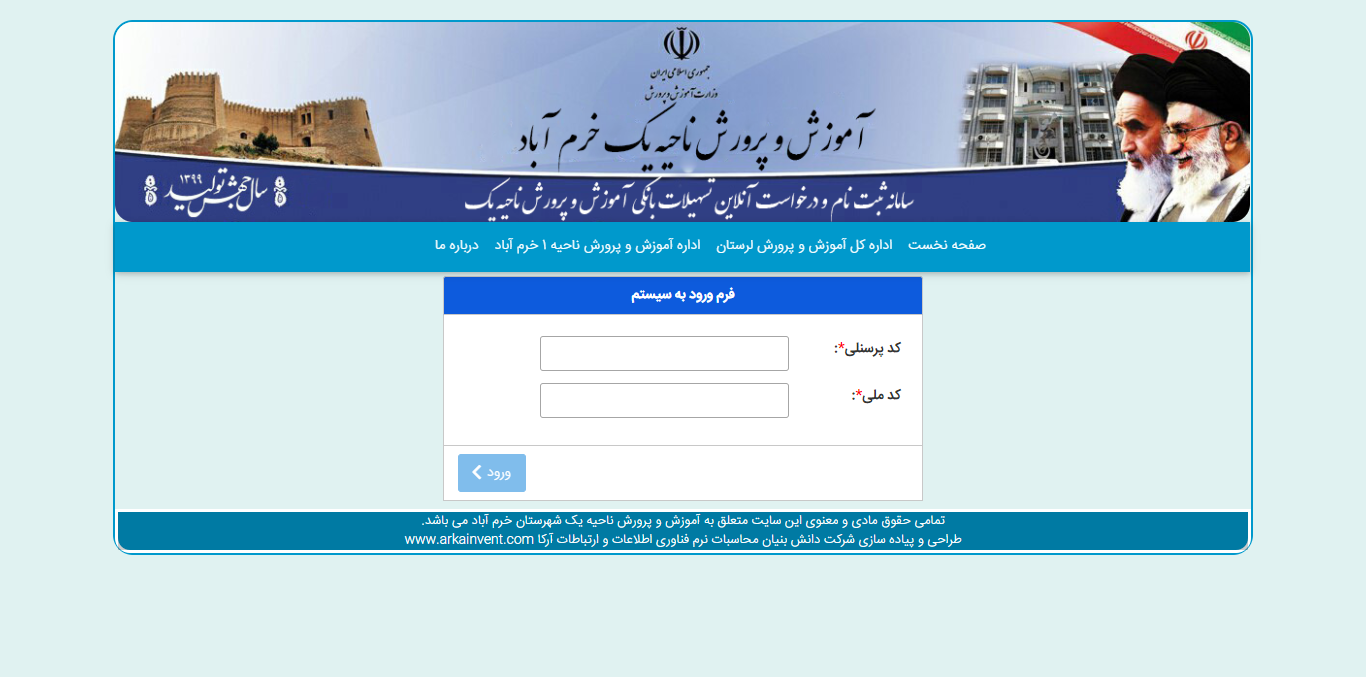 جمهوری اسلامی ایران
وزارت آموزش و پرورش
آموزش و پرورش ناحیه یک خرم آباد
سال جهش تولید ۱۳۹۹
سامانه ثبت نام و درخواست آنلاین تسهیلات بانکی آموزش و پرورش ناحیه یک
صفحه نخست اداره کل آموزش و پرورش لرستان اداره آموزش و پرورش ناحیه ۱ خرم آباد درباره ما
فرم ورود به سیستم
کد پرسنلی*:
کد ملی*:
ورود
تمامی حقوق مادی و معنوی این سایت متعلق به آموزش و پرورش ناحیه یک شهرستان خرم آباد می باشد.
طراحی و پیاده سازی شرکت دانش بنیان محاسبات نرم فناوری اطلاعات و ارتباطات آرکا www.arkainvent.com